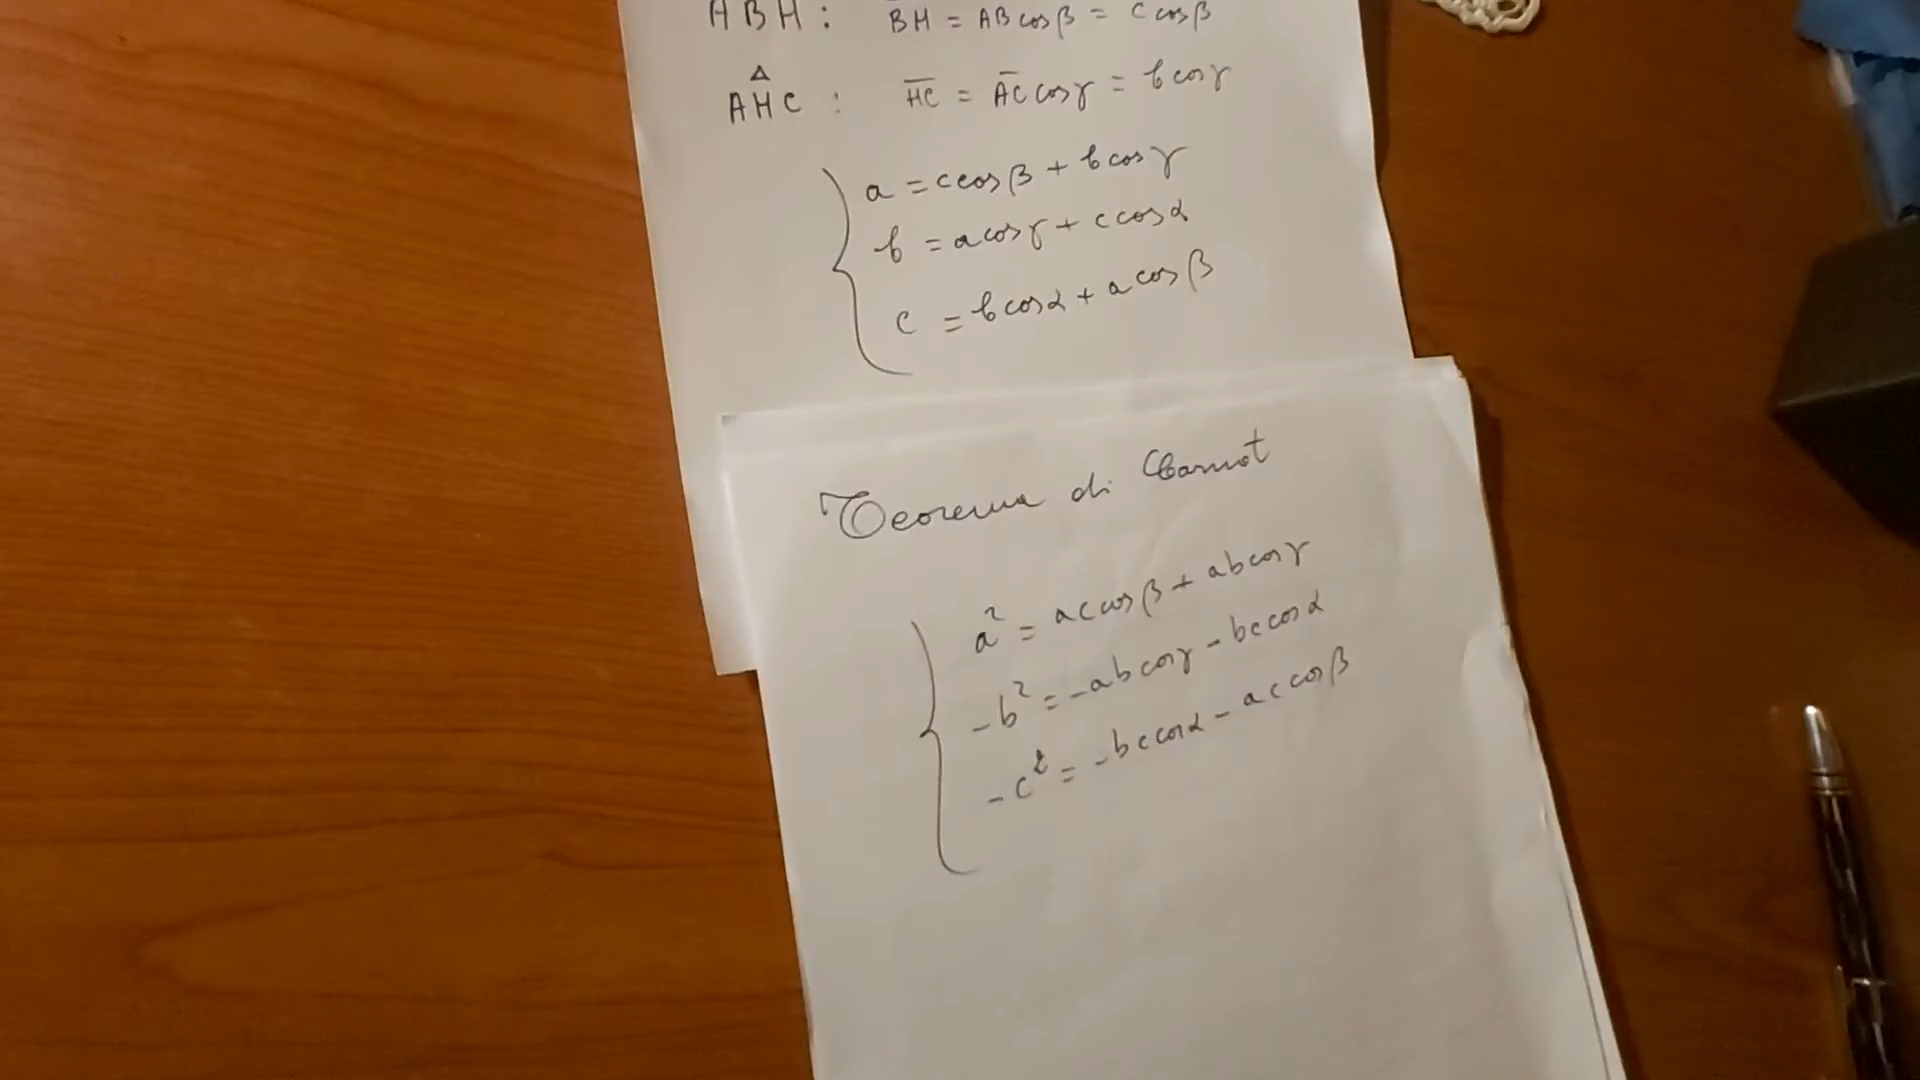 ABH : BH = AB cos β = c cos β
AHC : HC = AC cos γ = b cos γ
a = c cos β + b cos γ
b = a cos γ + c cos α
c = b cos α + a cos β
Teorema di Carnot
a² = ac cos β + ab cos γ
-b² = -ab cos γ - bc cos α
-c² = -bc cos α - ac cos β